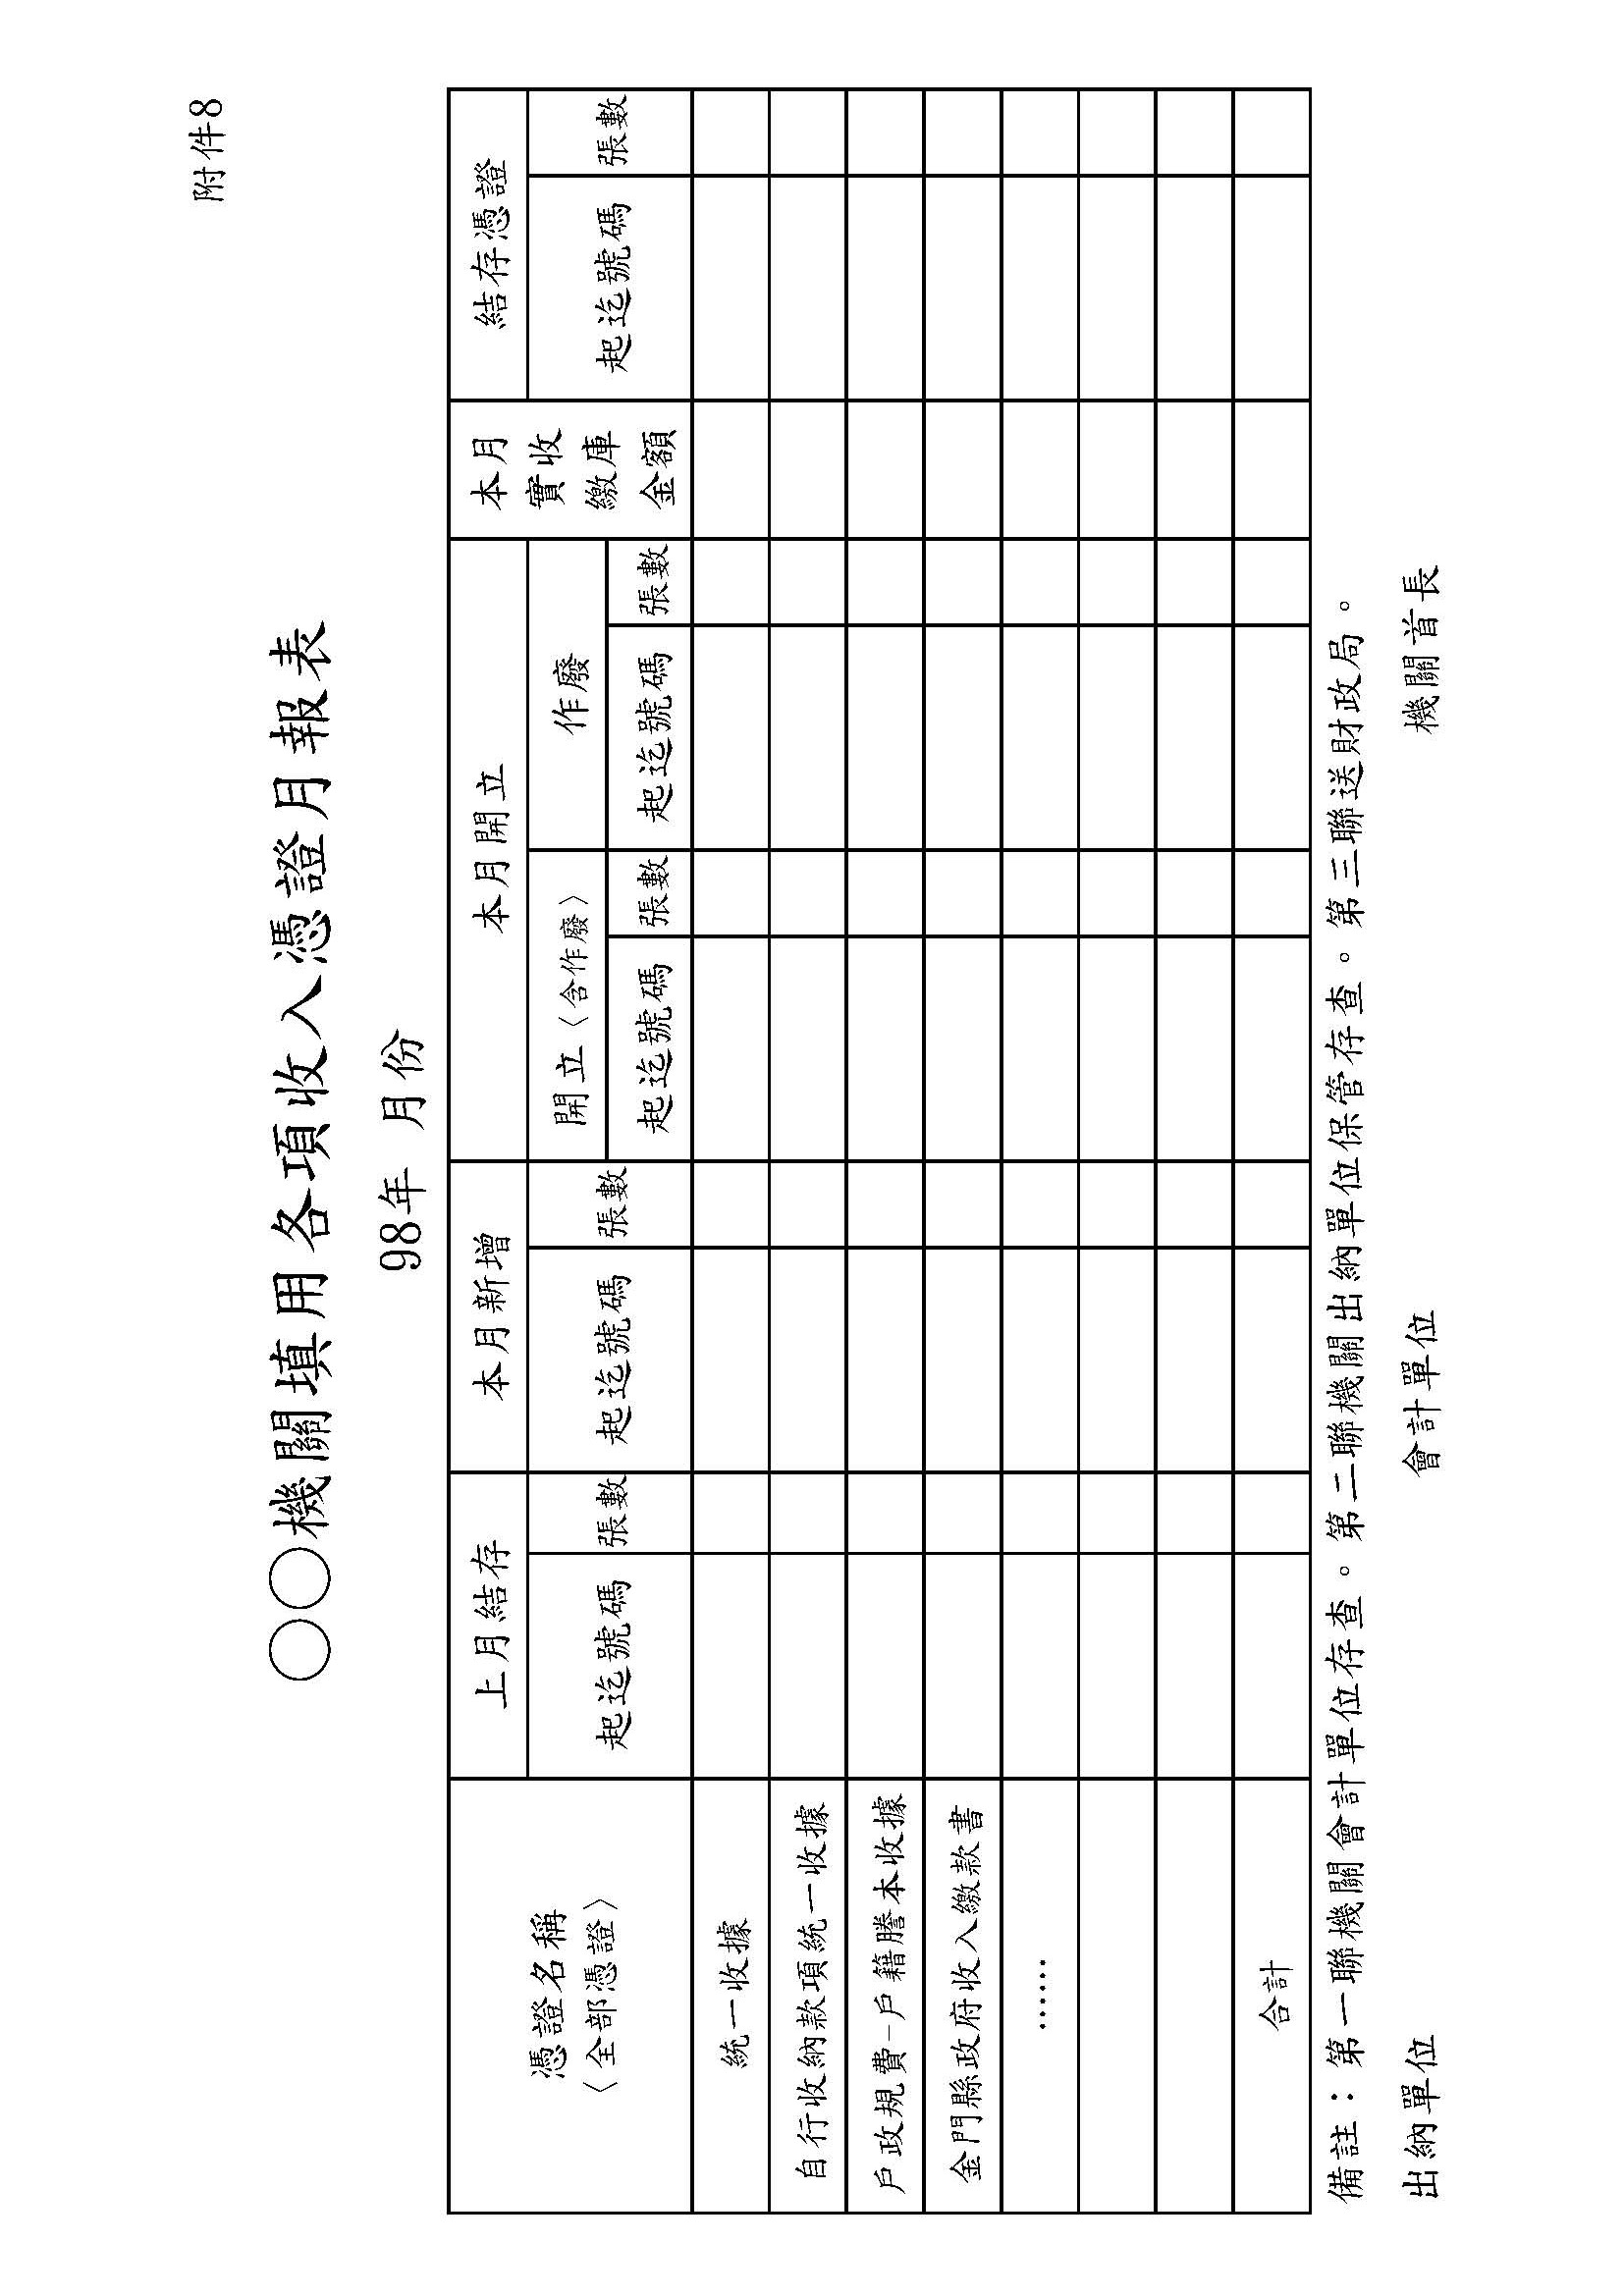 附件8
○○機關填用各項收入憑證月報表
98年 月份
憑證名稱
〈全部憑證〉
上月結存
本月新增
本月開立
本月
實收
繳庫
金額
結存憑證
開立〈含作廢〉
作廢
起迄號碼
張數
起迄號碼
張數
起迄號碼
張數
起迄號碼
張數
起迄號碼
張數
統一收據
自行收納款項統一收據
戶政規費-戶籍謄本收據
金門縣政府收入繳款書
……
合計
備註：第一聯機關會計單位存查。第二聯機關出納單位保管存查。第三聯送財政局。
出納單位 會計單位 機關首長